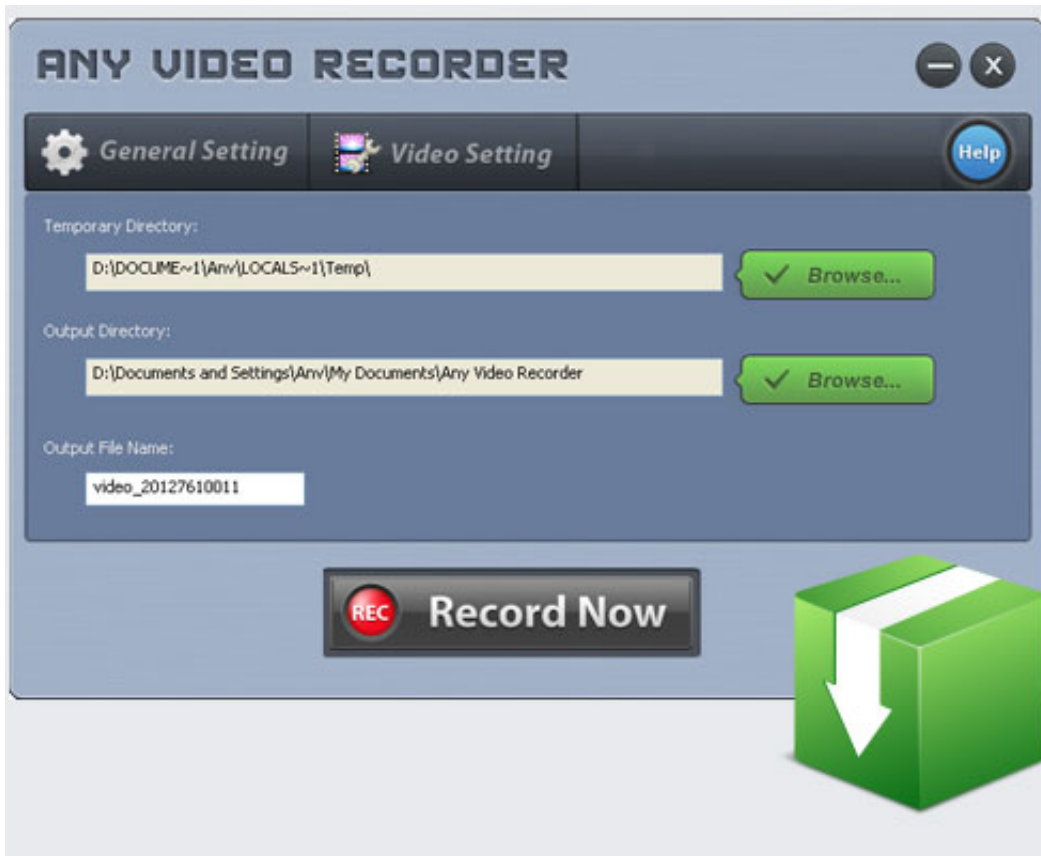 ANY VIDEO RECORDER
General Setting
Video Setting
Help
Temporary Directory:
D:\DOCUME~1\Anv\LOCALS~1\Temp\
Browse...
Output Directory:
D:\Documents and Settings\Anv\My Documents\Any Video Recorder
Browse...
Output File Name:
video_20127610011
REC
Record Now